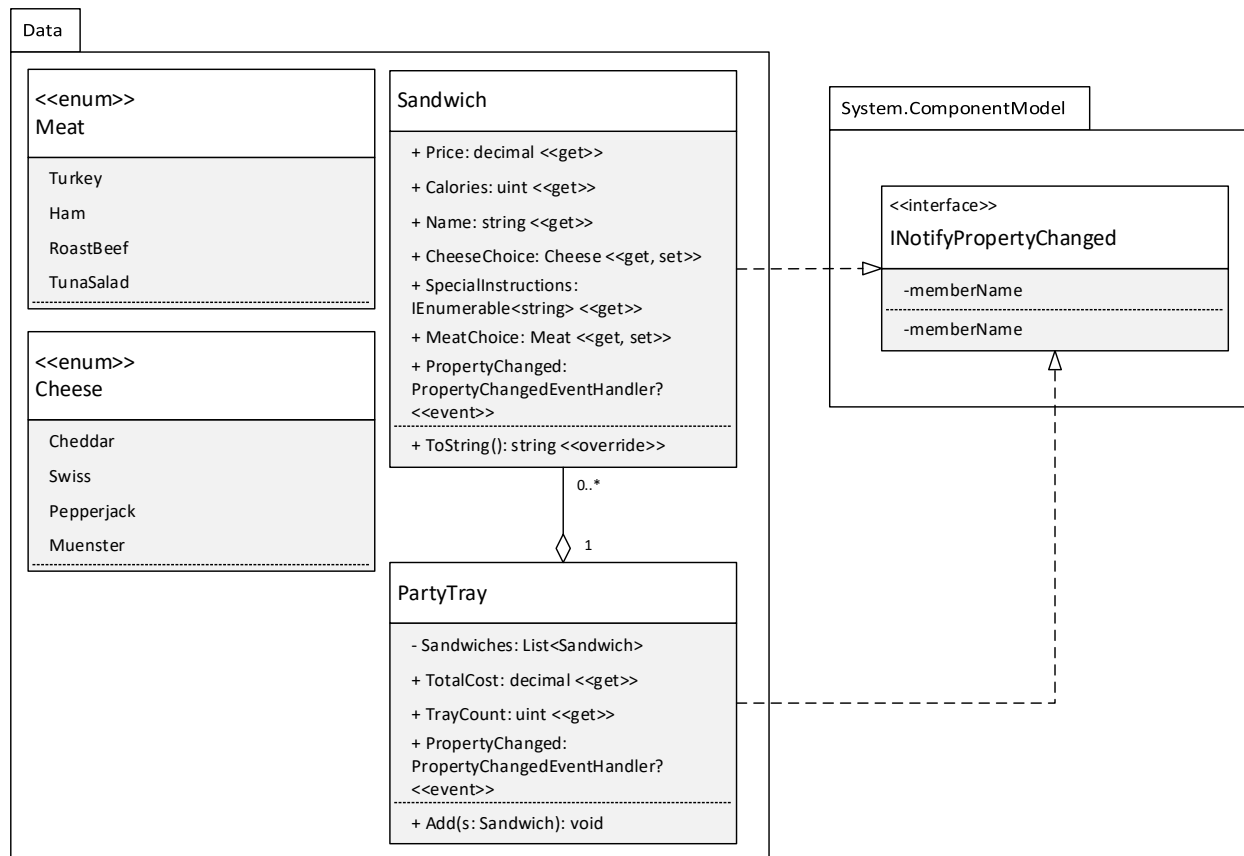 Data
<<enum>>
Meat
Turkey
Ham
RoastBeef
TunaSalad
<<enum>>
Cheese
Cheddar
Swiss
Pepperjack
Muenster
Sandwich
+ Price: decimal <<get>>
+ Calories: uint <<get>>
+ Name: string <<get>>
+ CheeseChoice: Cheese <<get, set>>
+ SpecialInstructions:
IEnumerable<string> <<get>>
+ MeatChoice: Meat <<get, set>>
+ PropertyChanged:
PropertyChangedEventHandler?
<<event>>
+ ToString(): string <<override>>
0..*
1
PartyTray
- Sandwiches: List<Sandwich>
+ TotalCost: decimal <<get>>
+ TrayCount: uint <<get>>
+ PropertyChanged:
PropertyChangedEventHandler?
<<event>>
+ Add(s: Sandwich): void
System.ComponentModel
<<interface>>
INotifyPropertyChanged
-memberName
-memberName